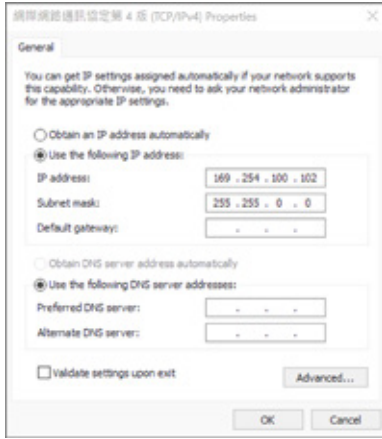 網際網路通訊協定第 4 版 (TCP/IPv4) Properties
General
You can get IP settings assigned automatically if your network supports
this capability. Otherwise, you need to ask your network administrator
for the appropriate IP settings.
Obtain an IP address automatically
Use the following IP address:
IP address: 169 . 254 . 100 . 102
Subnet mask: 255 . 255 . 0 . 0
Default gateway: . . .
Obtain DNS server address automatically
Use the following DNS server addresses:
Preferred DNS server: . . .
Alternate DNS server: . . .
Validate settings upon exit
Advanced...
OK Cancel